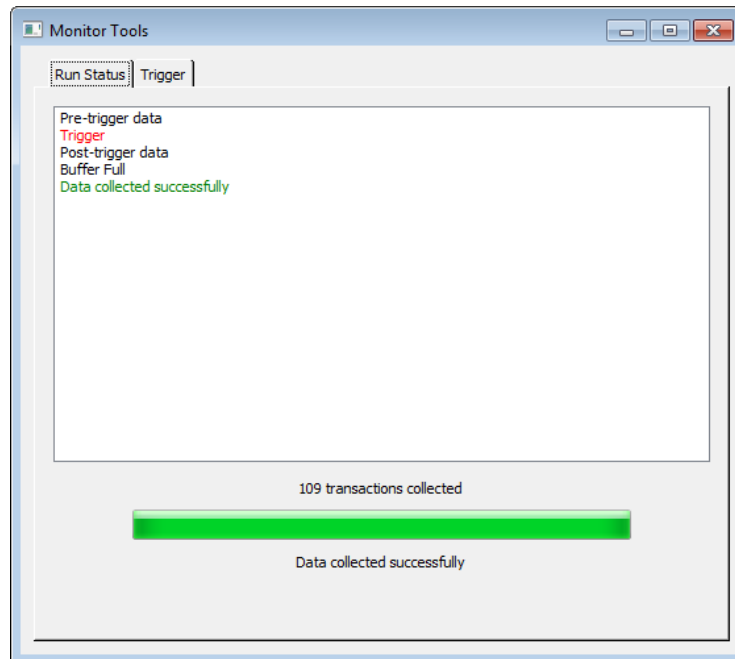 Monitor Tools
Run Status Trigger
Pre-trigger data
Trigger
Post-trigger data
Buffer Full
Data collected successfully
109 transactions collected
Data collected successfully